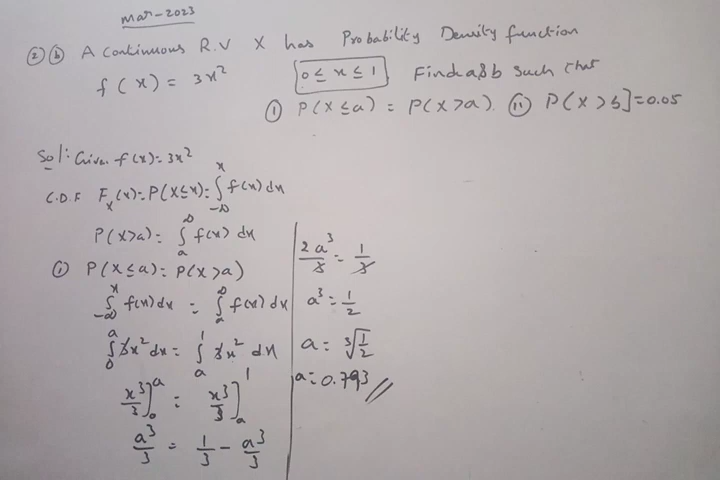 mar-2023
② ⓑ A continuous R.V X has Probability Density function
f(x) = 3x² 0 ≤ x ≤ 1 Find a & b such that
① P(X ≤ a) = P(X > a). ⑪ P(X > b] = 0.05
Sol: Given f(x) = 3x²
C.D.F F_X(x) = P(X ≤ x) = ∫_{-∞}^{x} f(x) dx
P(X > a) = ∫_{a}^{∞} f(x) dx
① P(X ≤ a) = P(X > a)
∫_{-∞}^{x} f(x) dx = ∫_{a}^{∞} f(x) dx
∫_{0}^{a} 3x² dx = ∫_{a}^{1} 3x² dx
x³/3]_{0}^{a} = x³/3]_{a}^{1}
a³/3 = 1/3 - a³/3
2a³/3 = 1/3
a³ = 1/2
a = ∛(1/2)
a = 0.793 //